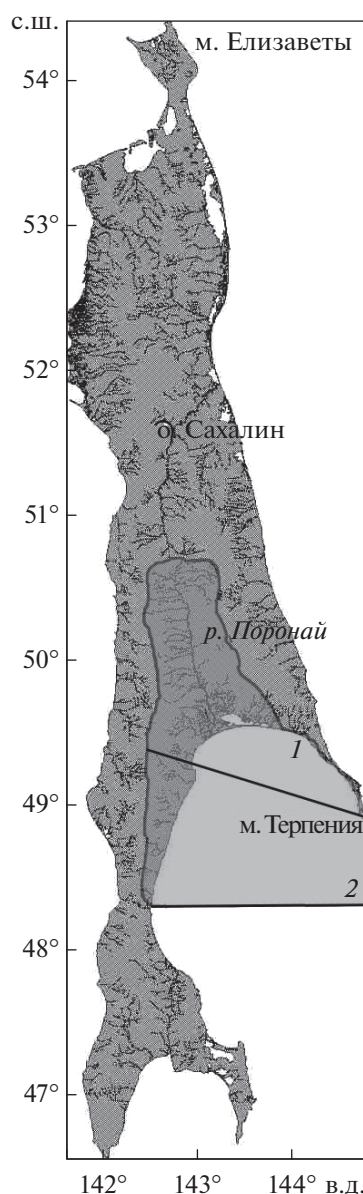 с.ш.
м. Елизаветы
54°
53°
52°
о. Сахалин
51°
р. Поронай
50°
1
49°
м. Терпения
2
48°
47°
142° 143° 144° в.д.